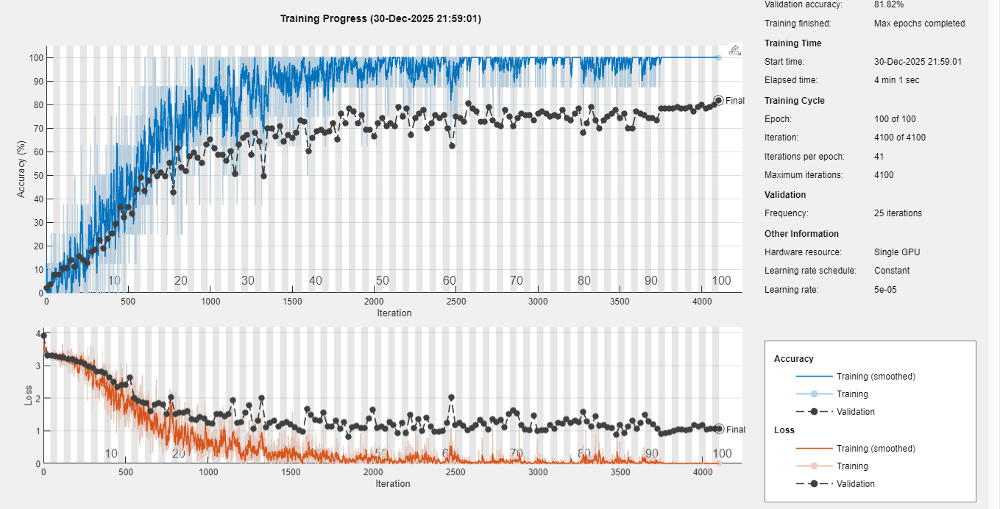 Training Progress (30-Dec-2025 21:59:01)
100
90
80
70
60
50
40
30
20
10
0
Accuracy (%)
Final
10 20 30 40 50 60 70 80 90 100
0 500 1000 1500 2000 2500 3000 3500 4000
Iteration
4
3
2
1
0
Loss
Final
10 20 30 40 50 60 70 80 90 100
0 500 1000 1500 2000 2500 3000 3500 4000
Iteration
Validation accuracy: 81.82%
Training finished: Max epochs completed
Training Time
Start time: 30-Dec-2025 21:59:01
Elapsed time: 4 min 1 sec
Training Cycle
Epoch: 100 of 100
Iteration: 4100 of 4100
Iterations per epoch: 41
Maximum iterations: 4100
Validation
Frequency: 25 iterations
Other Information
Hardware resource: Single GPU
Learning rate schedule: Constant
Learning rate: 5e-05
Accuracy
Training (smoothed)
Training
Validation
Loss
Training (smoothed)
Training
Validation